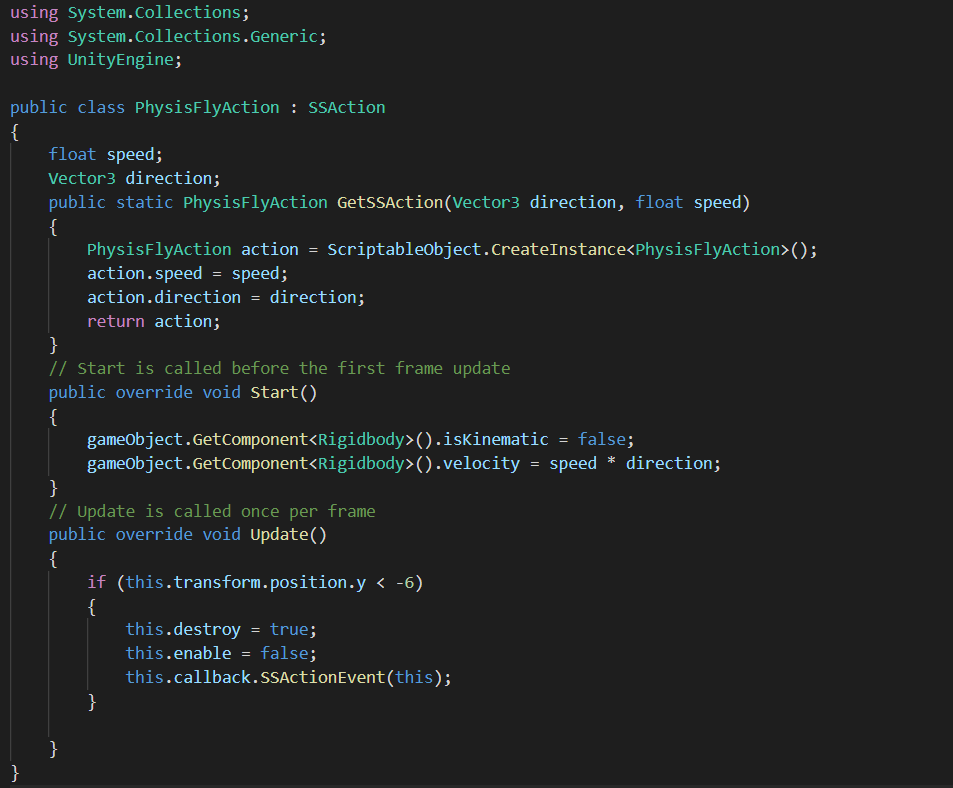 using System.Collections;
using System.Collections.Generic;
using UnityEngine;
public class PhysisFlyAction : SSAction
{
float speed;
Vector3 direction;
public static PhysisFlyAction GetSSAction(Vector3 direction, float speed)
{
PhysisFlyAction action = ScriptableObject.CreateInstance<PhysisFlyAction>();
action.speed = speed;
action.direction = direction;
return action;
}
// Start is called before the first frame update
public override void Start()
{
gameObject.GetComponent<Rigidbody>().isKinematic = false;
gameObject.GetComponent<Rigidbody>().velocity = speed * direction;
}
// Update is called once per frame
public override void Update()
{
if (this.transform.position.y < -6)
{
this.destroy = true;
this.enable = false;
this.callback.SSActionEvent(this);
}
}
}